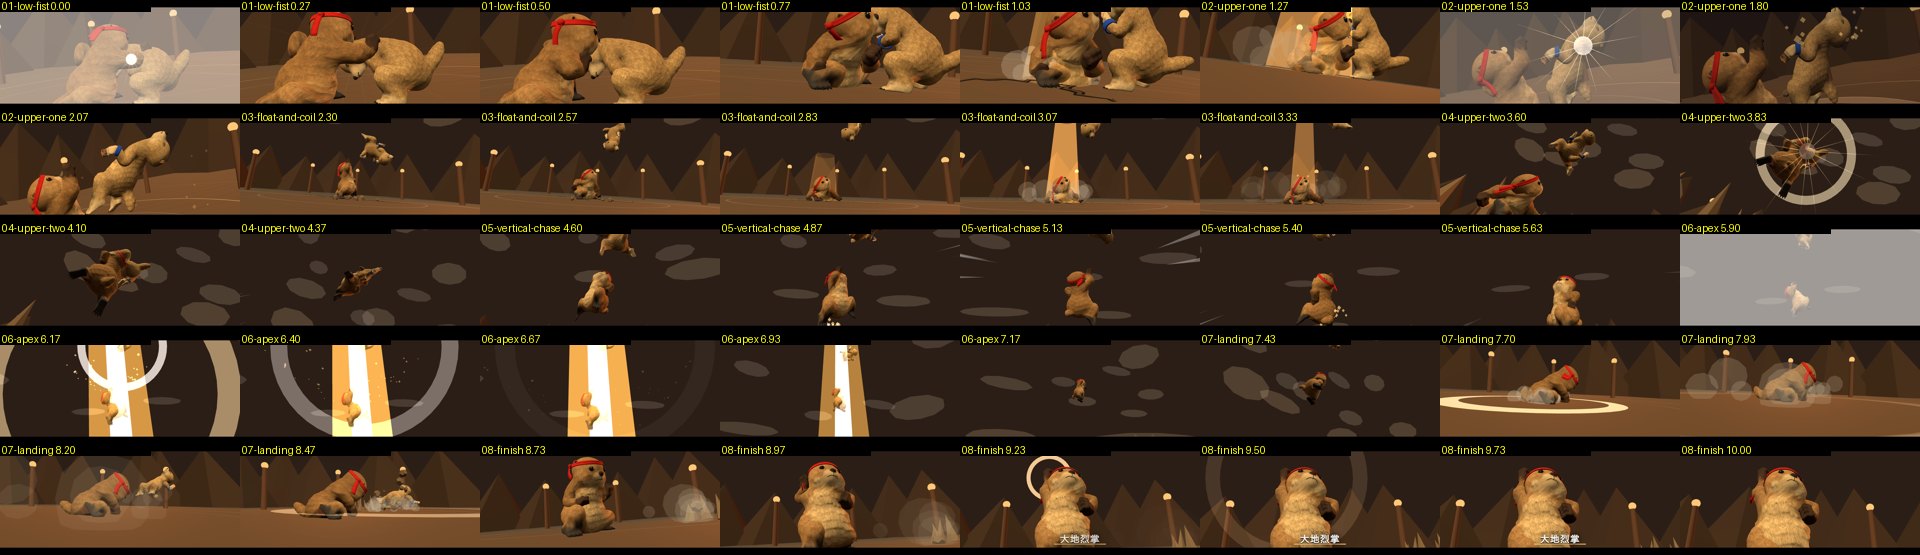 01-low-fist 0.00
01-low-fist 0.27
01-low-fist 0.50
01-low-fist 0.77
01-low-fist 1.03
02-upper-one 1.27
02-upper-one 1.53
02-upper-one 1.80
02-upper-one 2.07
03-float-and-coil 2.30
03-float-and-coil 2.57
03-float-and-coil 2.83
03-float-and-coil 3.07
03-float-and-coil 3.33
04-upper-two 3.60
04-upper-two 3.83
04-upper-two 4.10
04-upper-two 4.37
05-vertical-chase 4.60
05-vertical-chase 4.87
05-vertical-chase 5.13
05-vertical-chase 5.40
05-vertical-chase 5.63
06-apex 5.90
06-apex 6.17
06-apex 6.40
06-apex 6.67
06-apex 6.93
06-apex 7.17
07-landing 7.43
07-landing 7.70
07-landing 7.93
07-landing 8.20
07-landing 8.47
08-finish 8.73
08-finish 8.97
08-finish 9.23
08-finish 9.50
08-finish 9.73
08-finish 10.00
大地烈掌
大地烈掌
大地烈掌